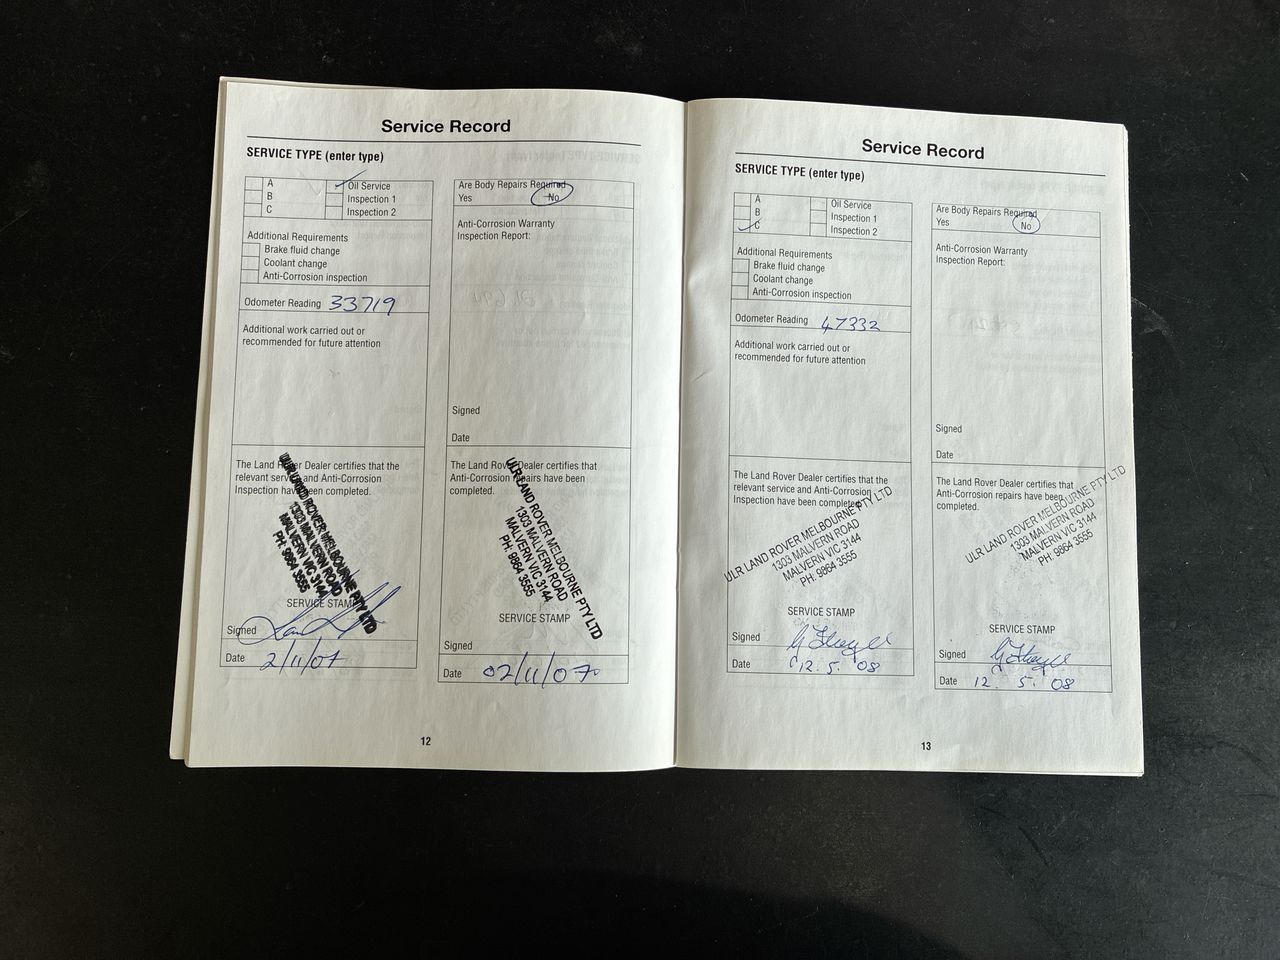 Service Record
SERVICE TYPE (enter type)
A
B
C
Oil Service
Inspection 1
Inspection 2
Additional Requirements
Brake fluid change
Coolant change
Anti-Corrosion inspection
Odometer Reading 33719
Additional work carried out or
recommended for future attention
The Land Rover Dealer certifies that the
relevant service and Anti-Corrosion
Inspection have been completed.
ULR LAND ROVER MELBOURNE PTY LTD
1303 MALVERN ROAD
MALVERN VIC 3144
PH: 9864 3555
SERVICE STAMP
Signed
Date 2/11/07
Are Body Repairs Required
Yes No
Anti-Corrosion Warranty
Inspection Report:
Signed
Date
The Land Rover Dealer certifies that
Anti-Corrosion repairs have been
completed.
ULR LAND ROVER MELBOURNE PTY LTD
1303 MALVERN ROAD
MALVERN VIC 3144
PH: 9864 3555
SERVICE STAMP
Signed
Date 02/11/07
12
Service Record
SERVICE TYPE (enter type)
A
B
C
Oil Service
Inspection 1
Inspection 2
Additional Requirements
Brake fluid change
Coolant change
Anti-Corrosion inspection
Odometer Reading 47332
Additional work carried out or
recommended for future attention
The Land Rover Dealer certifies that the
relevant service and Anti-Corrosion
Inspection have been completed.
ULR LAND ROVER MELBOURNE PTY LTD
1303 MALVERN ROAD
MALVERN VIC 3144
PH: 9864 3555
SERVICE STAMP
Signed
Date 12.5.08
Are Body Repairs Required
Yes No
Anti-Corrosion Warranty
Inspection Report:
Signed
Date
The Land Rover Dealer certifies that
Anti-Corrosion repairs have been
completed.
ULR LAND ROVER MELBOURNE PTY LTD
1303 MALVERN ROAD
MALVERN VIC 3144
PH: 9864 3555
SERVICE STAMP
Signed
Date 12. 5. 08
13